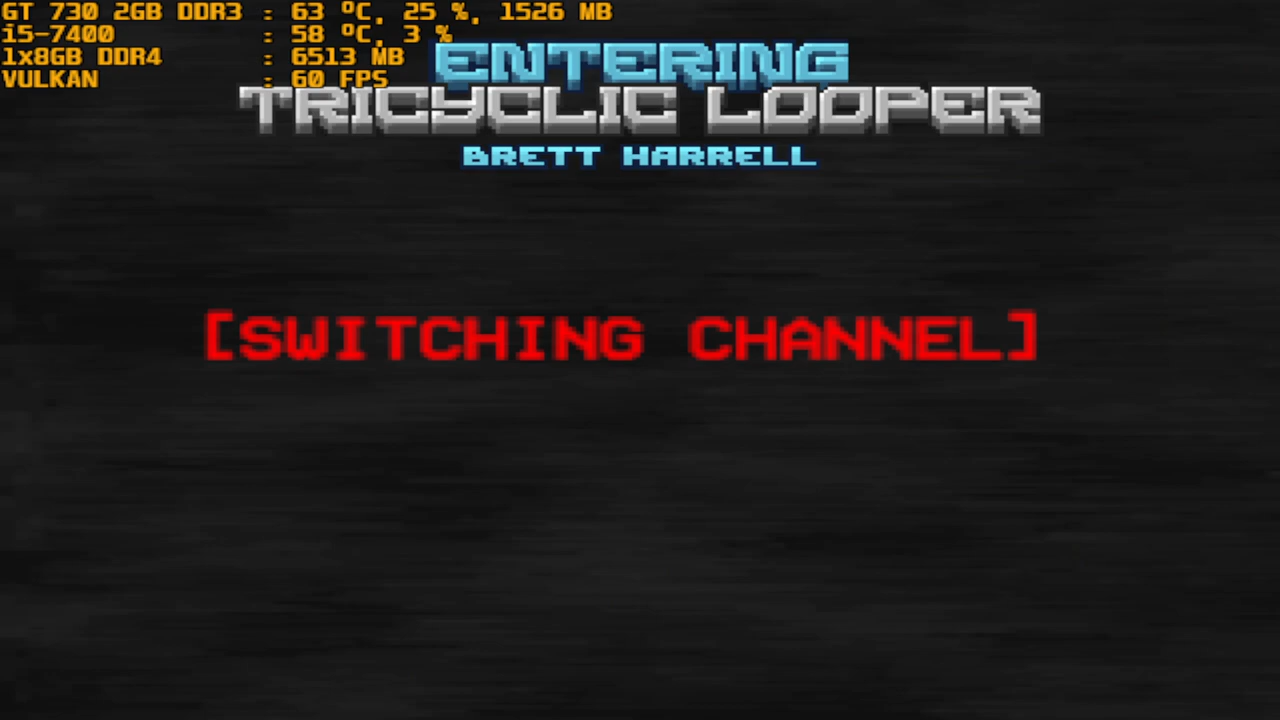 GT 730 2GB DDR3 : 63 ºC, 25 %, 1526 MB
i5-7400 : 58 ºC, 3 %
1x8GB DDR4 : 6513 MB
VULKAN : 60 FPS
ENTERING
TRICYCLIC LOOPER
BRETT HARRELL
[SWITCHING CHANNEL]